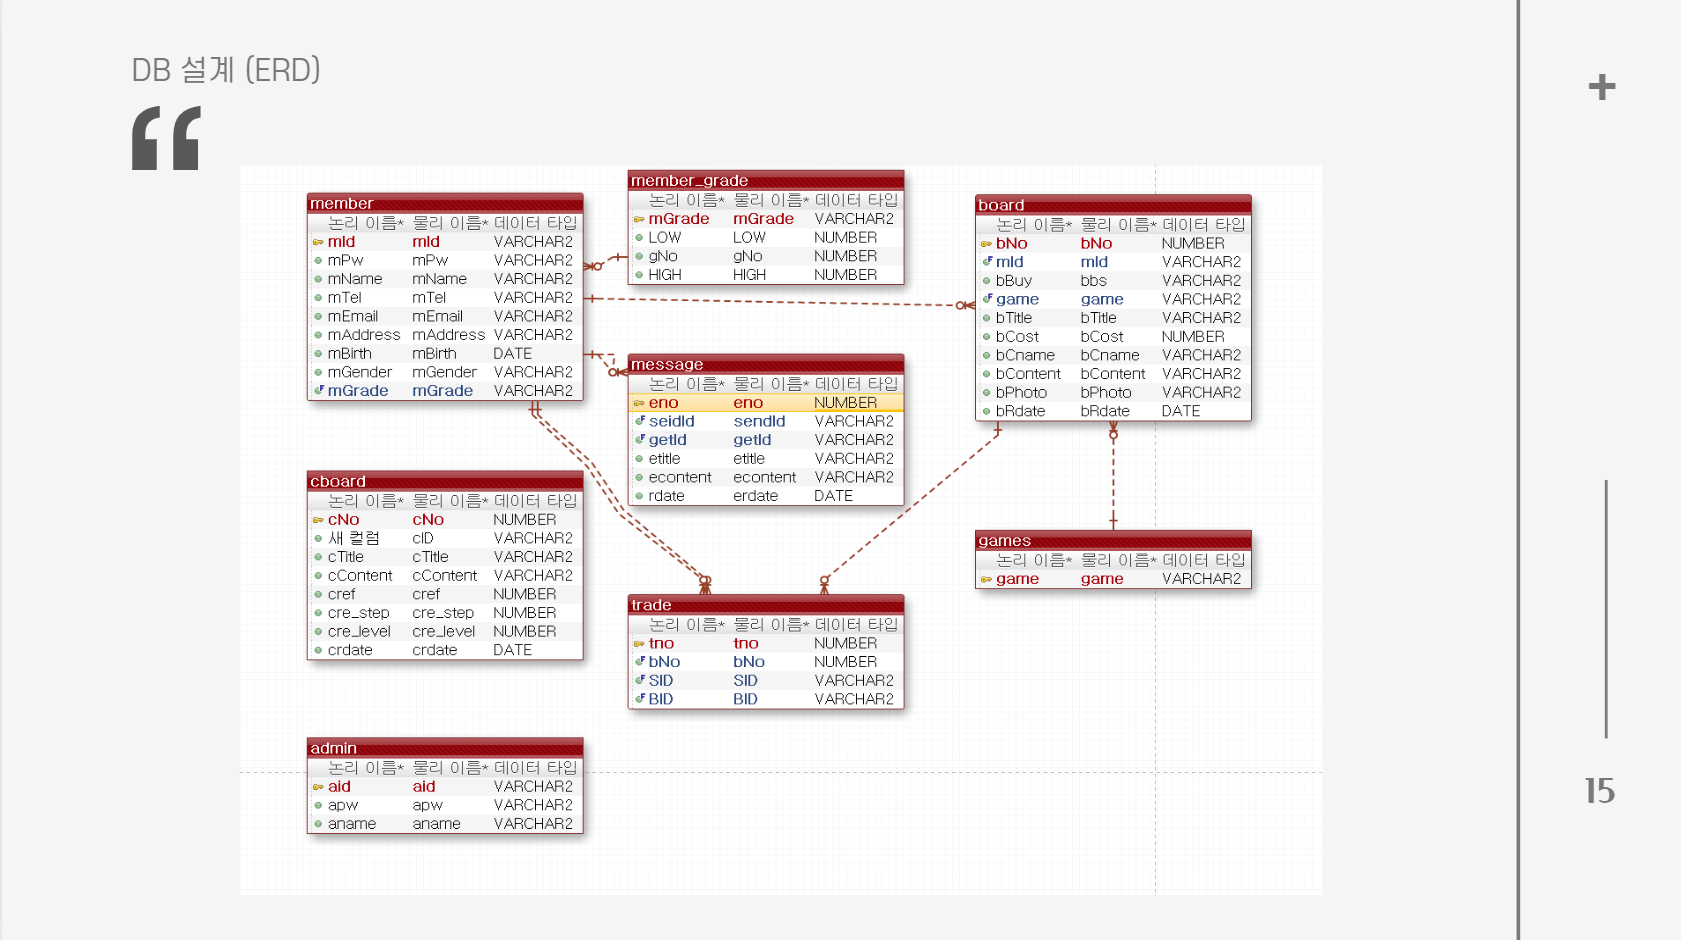 DB 설계 (ERD)
+
“
member
논리 이름* 물리 이름* 데이터 타입
mId mId VARCHAR2
mPw mPw VARCHAR2
mName mName VARCHAR2
mTel mTel VARCHAR2
mEmail mEmail VARCHAR2
mAddress mAddress VARCHAR2
mBirth mBirth DATE
mGender mGender VARCHAR2
mGrade mGrade VARCHAR2
member_grade
논리 이름* 물리 이름* 데이터 타입
mGrade mGrade VARCHAR2
LOW LOW NUMBER
gNo gNo NUMBER
HIGH HIGH NUMBER
board
논리 이름* 물리 이름* 데이터 타입
bNo bNo NUMBER
mId mId VARCHAR2
bBuy bbs VARCHAR2
game game VARCHAR2
bTitle bTitle VARCHAR2
bCost bCost NUMBER
bCname bCname VARCHAR2
bContent bContent VARCHAR2
bPhoto bPhoto VARCHAR2
bRdate bRdate DATE
message
논리 이름* 물리 이름* 데이터 타입
eno eno NUMBER
seidId sendId VARCHAR2
getId getId VARCHAR2
etitle etitle VARCHAR2
econtent econtent VARCHAR2
rdate erdate DATE
cboard
논리 이름* 물리 이름* 데이터 타입
cNo cNo NUMBER
새 컬럼 cID VARCHAR2
cTitle cTitle VARCHAR2
cContent cContent VARCHAR2
cref cref NUMBER
cre_step cre_step NUMBER
cre_level cre_level NUMBER
crdate crdate DATE
games
논리 이름* 물리 이름* 데이터 타입
game game VARCHAR2
trade
논리 이름* 물리 이름* 데이터 타입
tno tno NUMBER
bNo bNo NUMBER
SID SID VARCHAR2
BID BID VARCHAR2
admin
논리 이름* 물리 이름* 데이터 타입
aid aid VARCHAR2
apw apw VARCHAR2
aname aname VARCHAR2
15